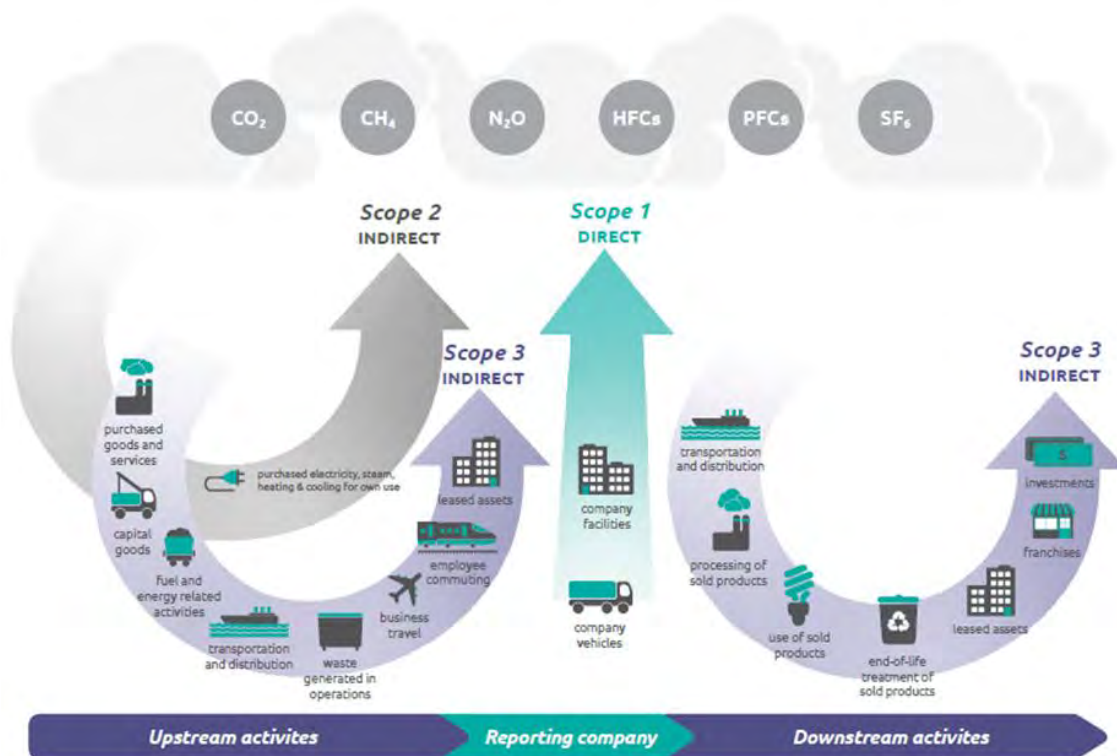 CO₂
CH₄
N₂O
HFCs
PFCs
SF₆
Scope 2
INDIRECT
Scope 1
DIRECT
Scope 3
INDIRECT
Scope 3
INDIRECT
purchased
goods and
services
capital
goods
fuel and
energy related
activities
transportation
and distribution
waste
generated in
operations
business
travel
employee
commuting
leased assets
purchased electricity, steam,
heating & cooling for own use
company
facilities
company
vehicles
transportation
and distribution
processing of
sold products
use of sold
products
end-of-life
treatment of
sold products
leased assets
franchises
$
investments
Upstream activites
Reporting company
Downstream activites